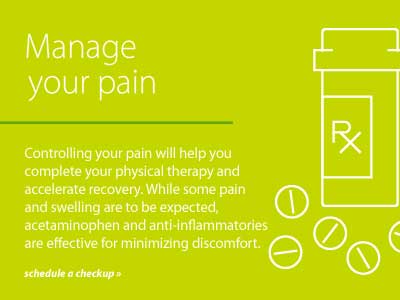 Manage
your pain
Controlling your pain will help you
complete your physical therapy and
accelerate recovery. While some pain
and swelling are to be expected,
acetaminophen and anti-inflammatories
are effective for minimizing discomfort.
schedule a checkup »
Rx